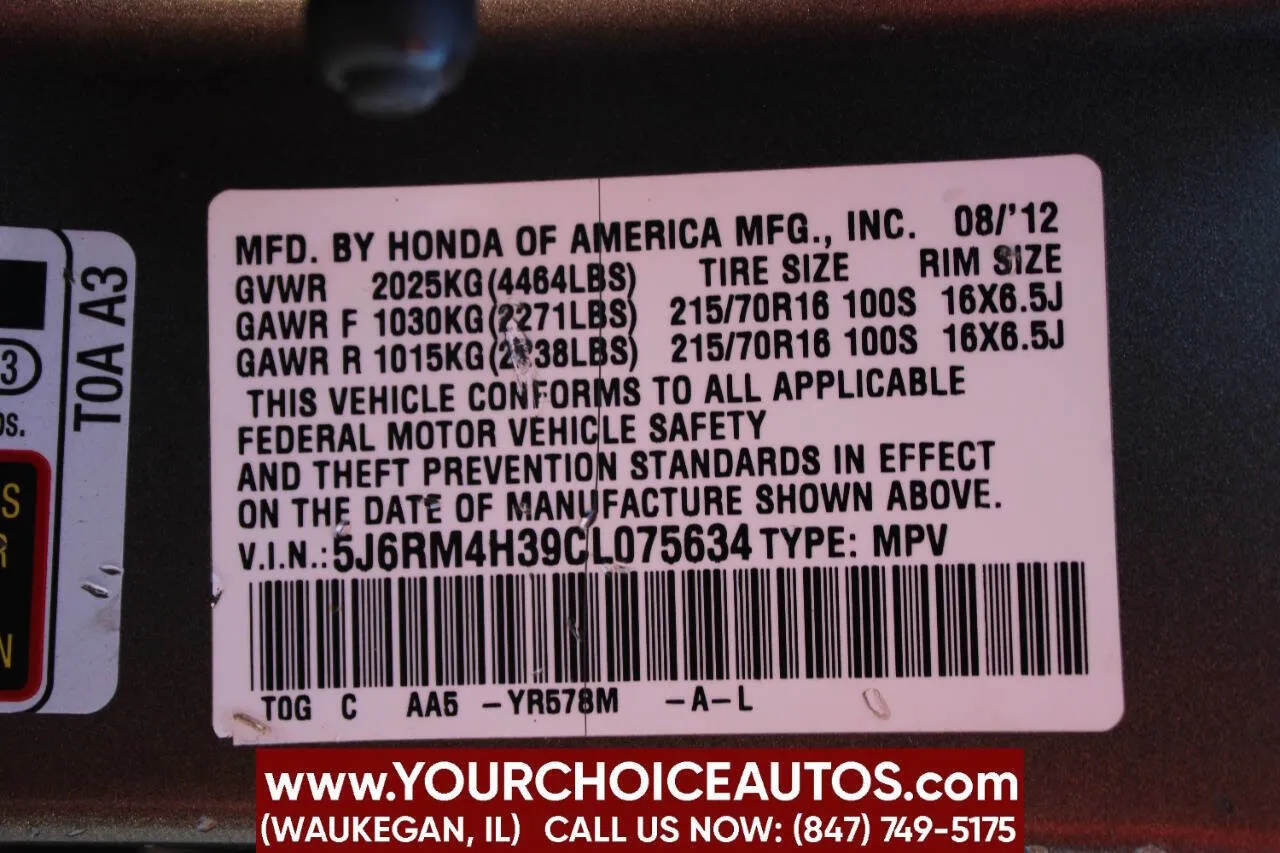 MFD. BY HONDA OF AMERICA MFG., INC. 08/'12
GVWR 2025KG(4464LBS) TIRE SIZE RIM SIZE
GAWR F 1030KG(2271LBS) 215/70R16 100S 16X6.5J
GAWR R 1015KG(2238LBS) 215/70R16 100S 16X6.5J
THIS VEHICLE CONFORMS TO ALL APPLICABLE
FEDERAL MOTOR VEHICLE SAFETY
AND THEFT PREVENTION STANDARDS IN EFFECT
ON THE DATE OF MANUFACTURE SHOWN ABOVE.
V.I.N.: 5J6RM4H39CL075634 TYPE: MPV
T0G C AA5 -YR578M -A-L
T0A A3
3
S
R
N
www.YOURCHOICEAUTOS.com
(WAUKEGAN, IL) CALL US NOW: (847) 749-5175